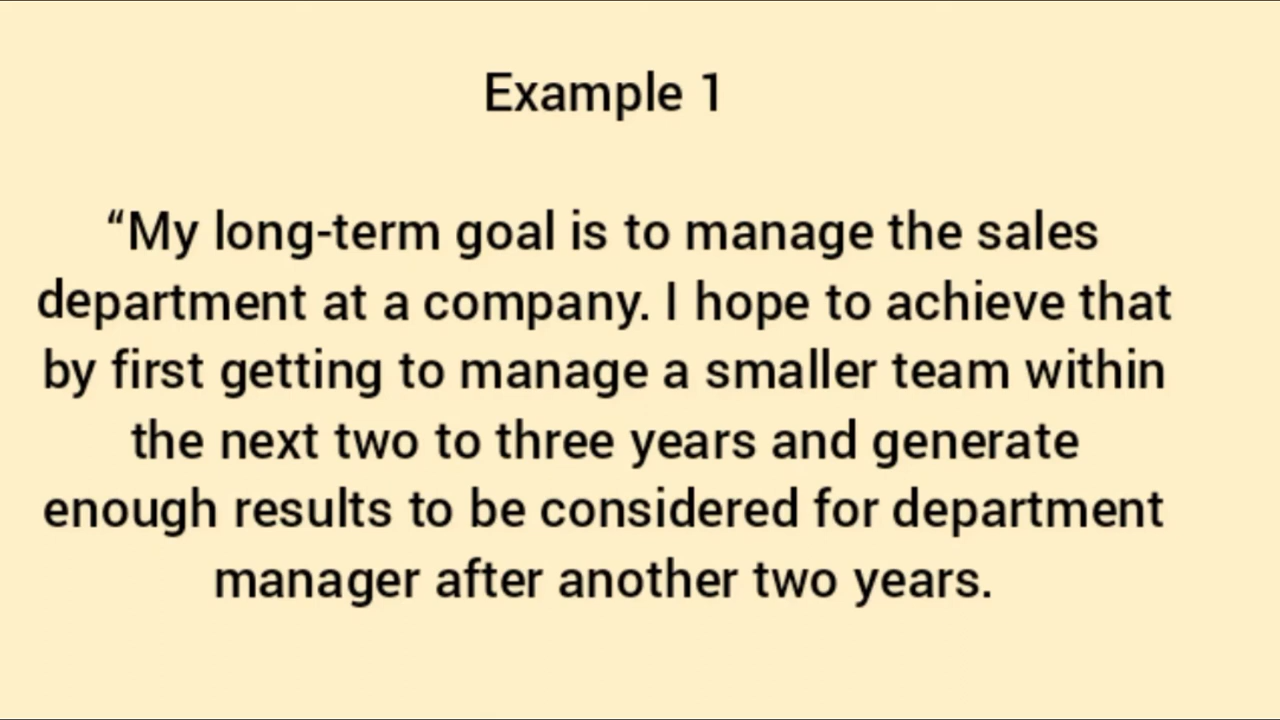 Example 1
“My long-term goal is to manage the sales
department at a company. I hope to achieve that
by first getting to manage a smaller team within
the next two to three years and generate
enough results to be considered for department
manager after another two years.